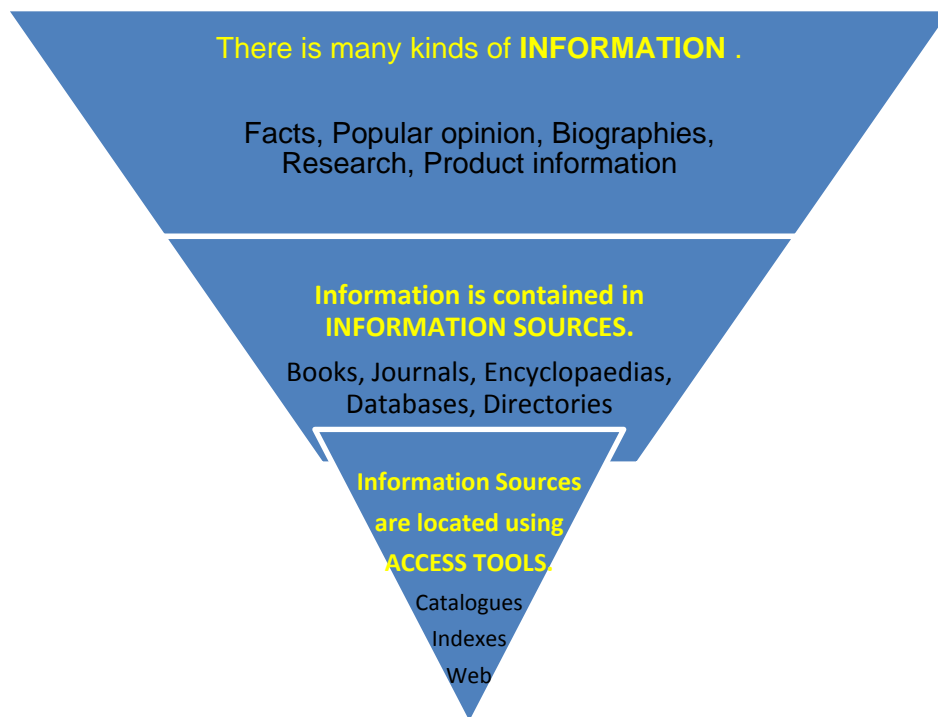 There is many kinds of INFORMATION .
Facts, Popular opinion, Biographies,
Research, Product information
Information is contained in
INFORMATION SOURCES.
Books, Journals, Encyclopaedias,
Databases, Directories
Information Sources
are located using
ACCESS TOOLS.
Catalogues
Indexes
Web